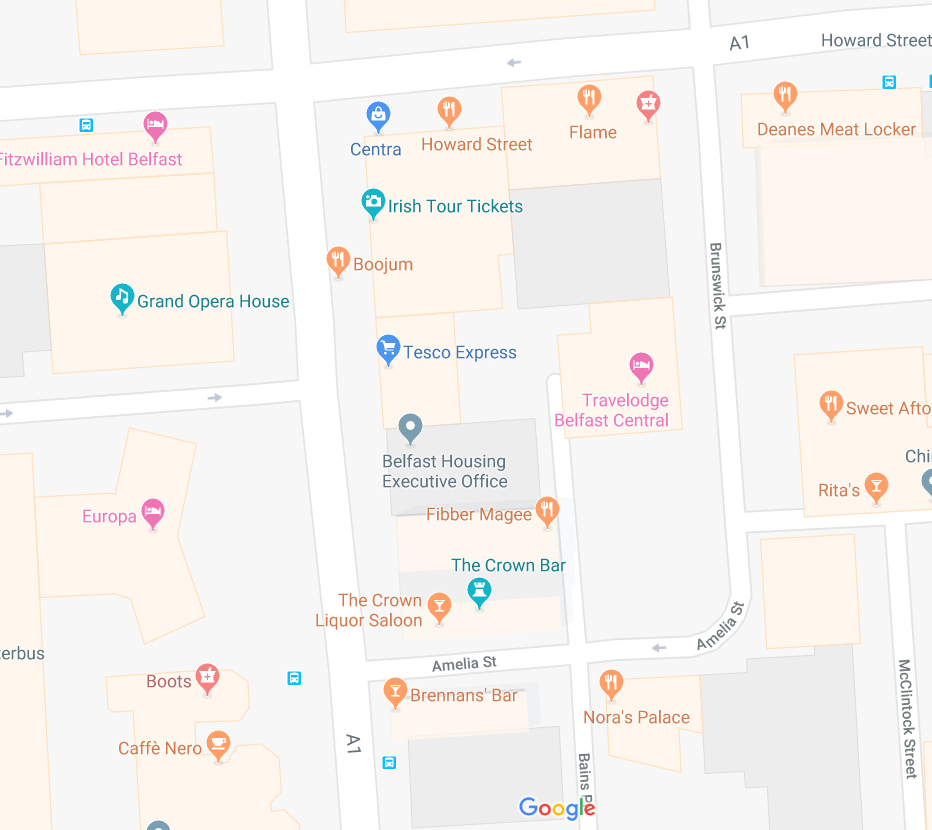 A1
Howard Street
Deanes Meat Locker
Centra
Howard Street
Flame
Fitzwilliam Hotel Belfast
Irish Tour Tickets
Boojum
Brunswick St
Grand Opera House
Tesco Express
Travelodge
Belfast Central
Sweet Afto
Belfast Housing
Executive Office
Chi
Rita's
Europa
Fibber Magee
The Crown Bar
The Crown
Liquor Saloon
Amelia St
terbus
Amelia St
Boots
Brennans' Bar
McClintock Street
Nora's Palace
A1
Caffè Nero
Bains P
Google